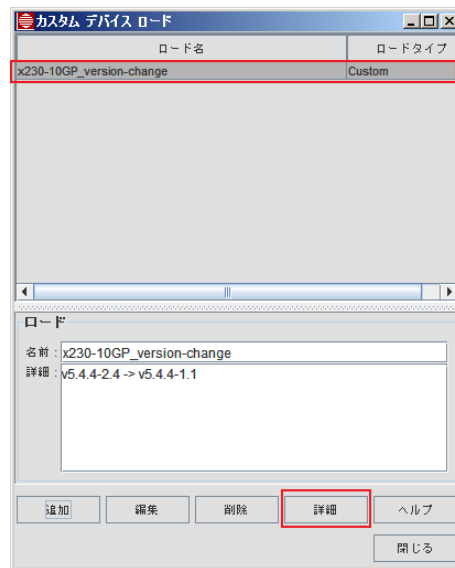 カスタム デバイス ロード
ロード名 ロードタイプ
x230-10GP_version-change Custom
ロード
名前 : x230-10GP_version-change
詳細 : v5.4.4-2.4 -> v5.4.4-1.1
追加 編集 削除 詳細 ヘルプ
閉じる